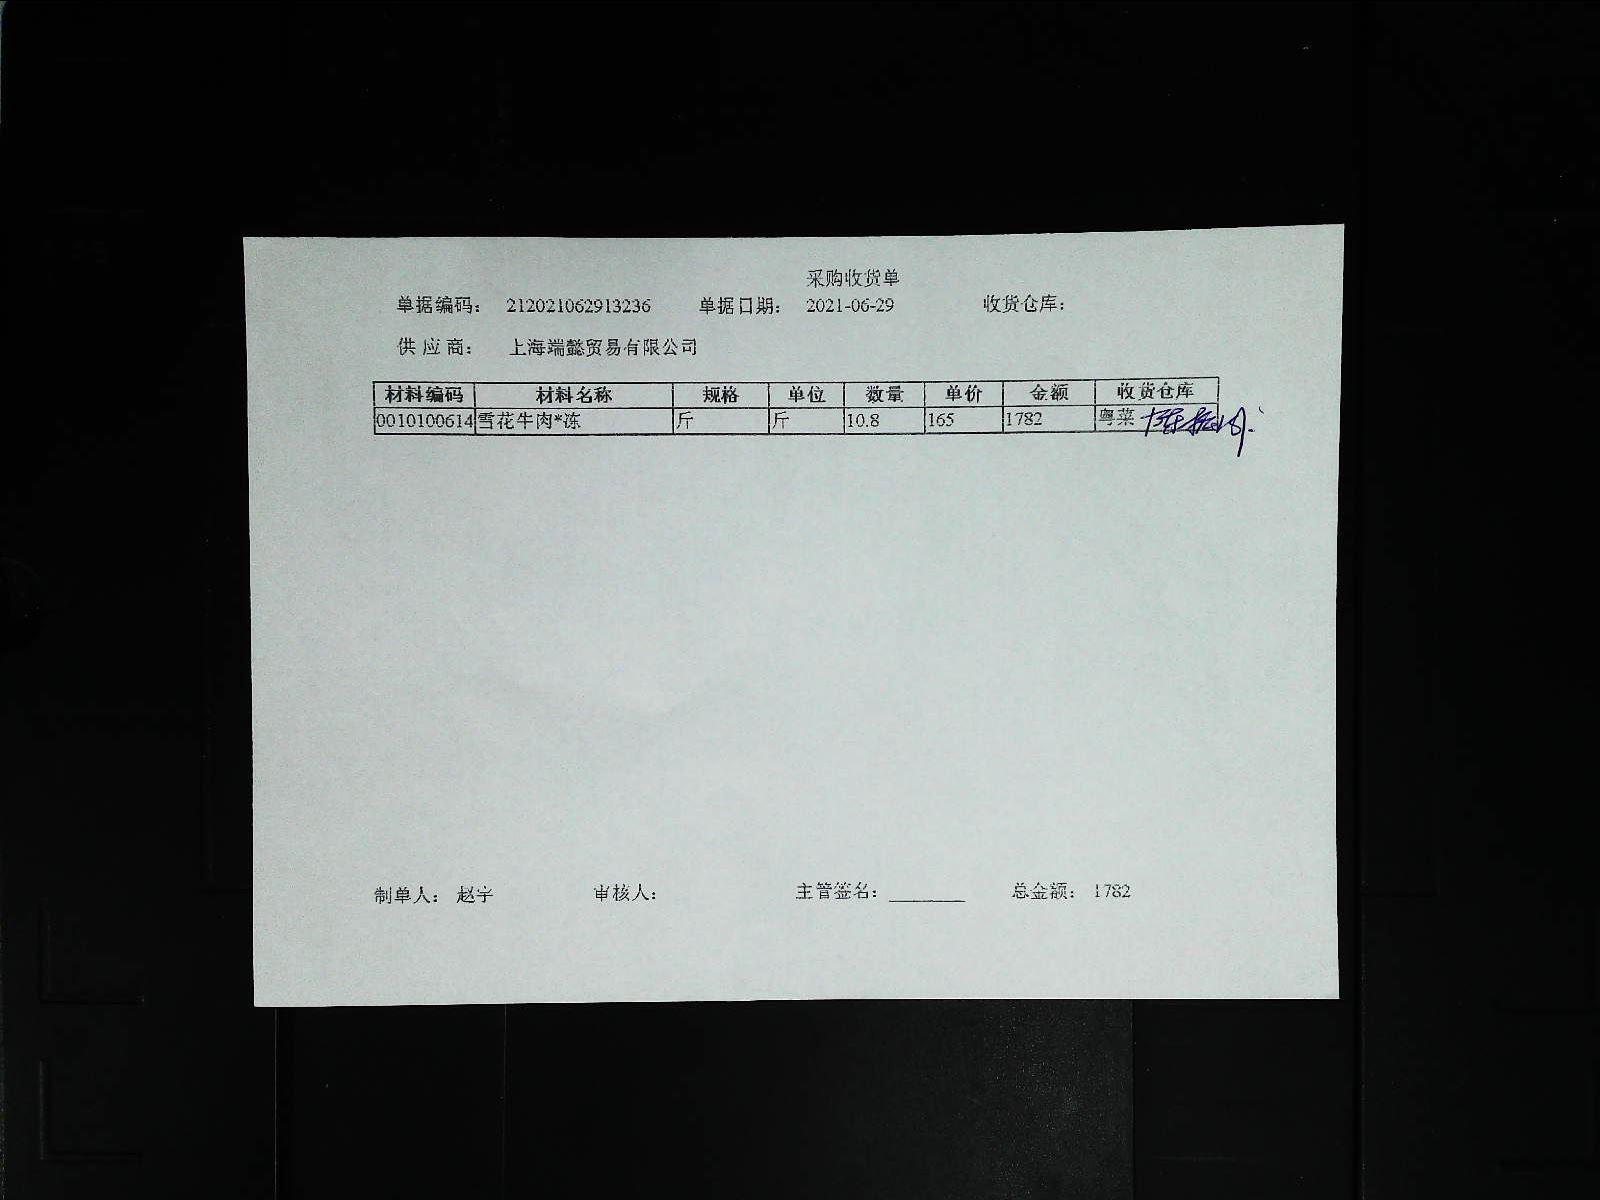 采购收货单
单据编码： 212021062913236 单据日期： 2021-06-29 收货仓库：
供应商： 上海端懿贸易有限公司
材料编码 材料名称 规格 单位 数量 单价 金额 收货仓库
0010100614 雪花牛肉*冻 斤 斤 10.8 165 1782 粤菜
制单人： 赵宇 审核人： 主管签名： 总金额： 1782